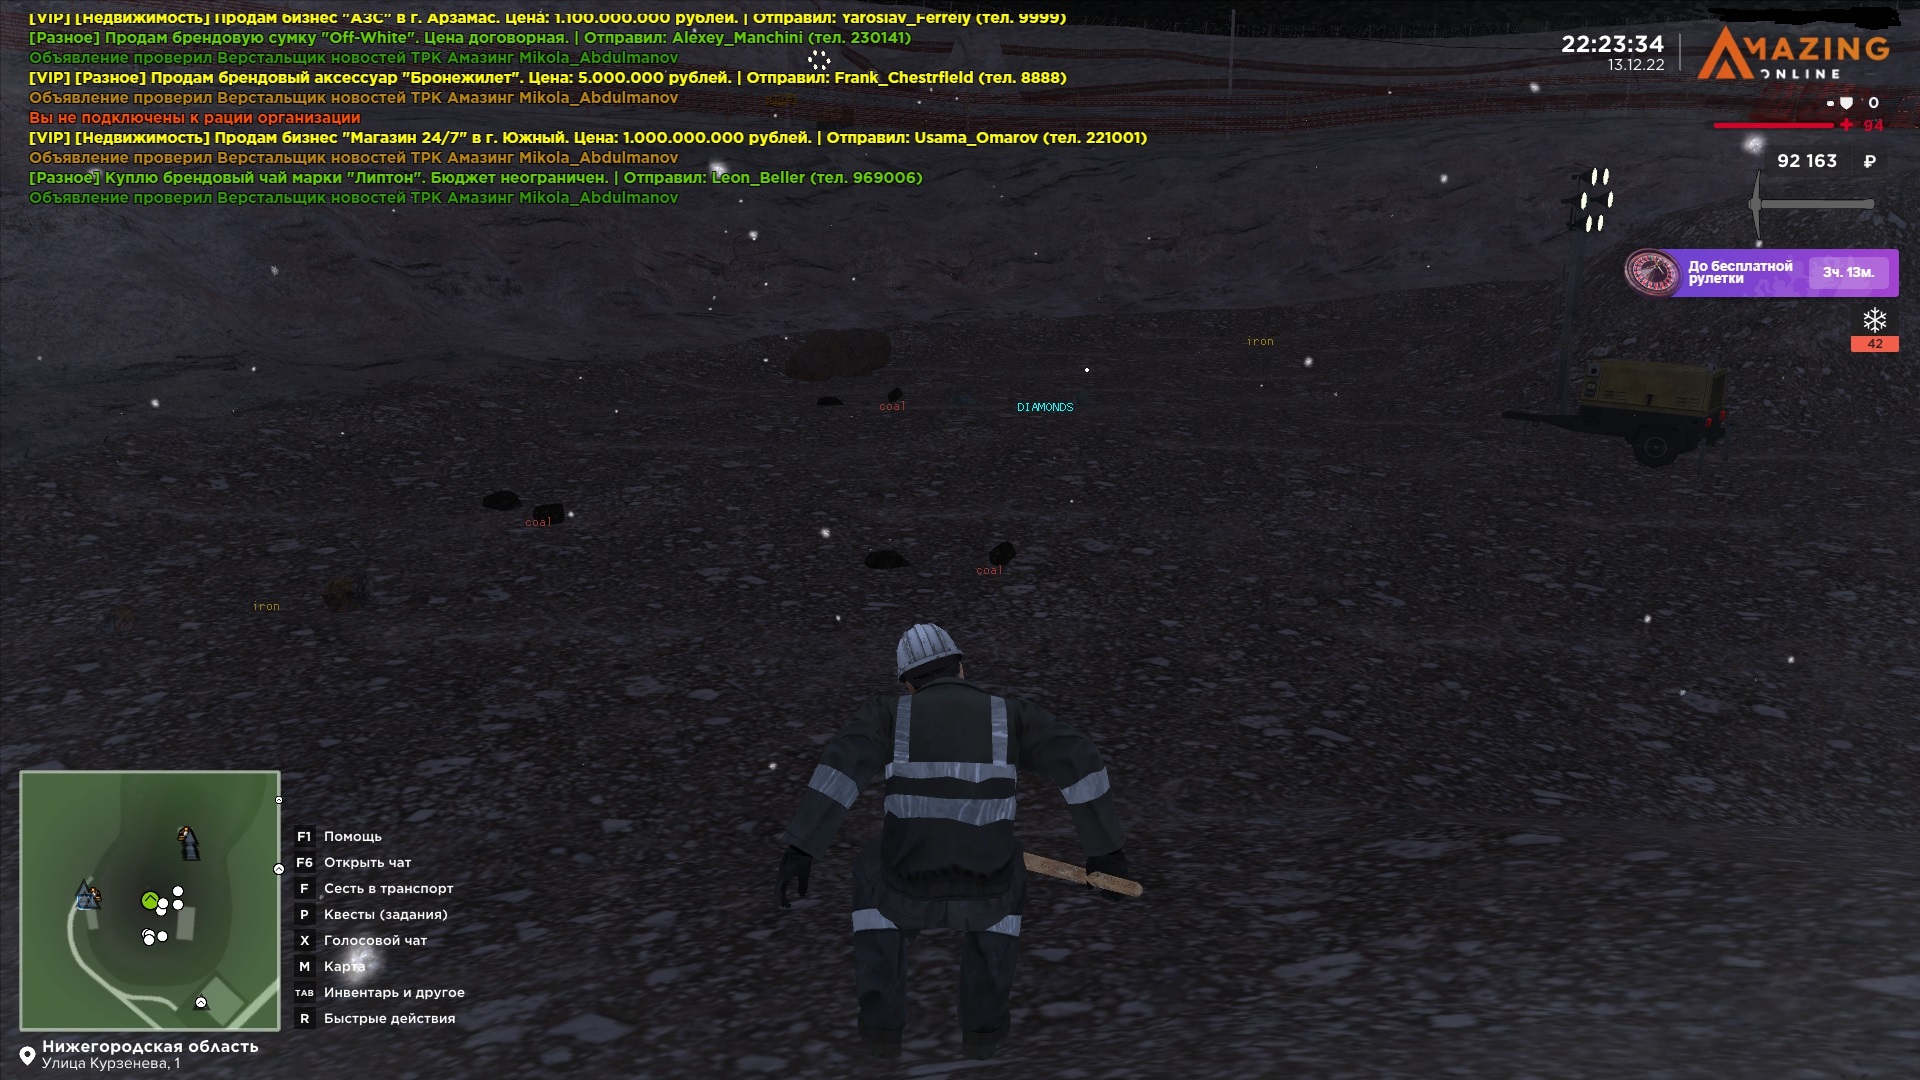 [VIP] [Недвижимость] Продам бизнес "АЗС" в г. Арзамас. Цена: 1.100.000.000 рублей. | Отправил: Yaroslav_Ferrely (тел. 9999)
[Разное] Продам брендовую сумку "Off-White". Цена договорная. | Отправил: Alexey_Manchini (тел. 230141)
Объявление проверил Верстальщик новостей ТРК Амазинг Mikola_Abdulmanov
[VIP] [Разное] Продам брендовый аксессуар "Бронежилет". Цена: 5.000.000 рублей. | Отправил: Frank_Chestrfield (тел. 8888)
Объявление проверил Верстальщик новостей ТРК Амазинг Mikola_Abdulmanov
Вы не подключены к рации организации
[VIP] [Недвижимость] Продам бизнес "Магазин 24/7" в г. Южный. Цена: 1.000.000.000 рублей. | Отправил: Usama_Omarov (тел. 221001)
Объявление проверил Верстальщик новостей ТРК Амазинг Mikola_Abdulmanov
[Разное] Куплю брендовый чай марки "Липтон". Бюджет неограничен. | Отправил: Leon_Beller (тел. 969006)
Объявление проверил Верстальщик новостей ТРК Амазинг Mikola_Abdulmanov
22:23:34
13.12.22
AMAZING
ONLINE
0
94
92 163 ₽
До бесплатной
рулетки
3ч. 13м.
42
iron
coal
DIAMONDS
coal
coal
iron
F1 Помощь
F6 Открыть чат
F Сесть в транспорт
P Квесты (задания)
X Голосовой чат
M Карта
TAB Инвентарь и другое
R Быстрые действия
Нижегородская область
Улица Курзенева, 1